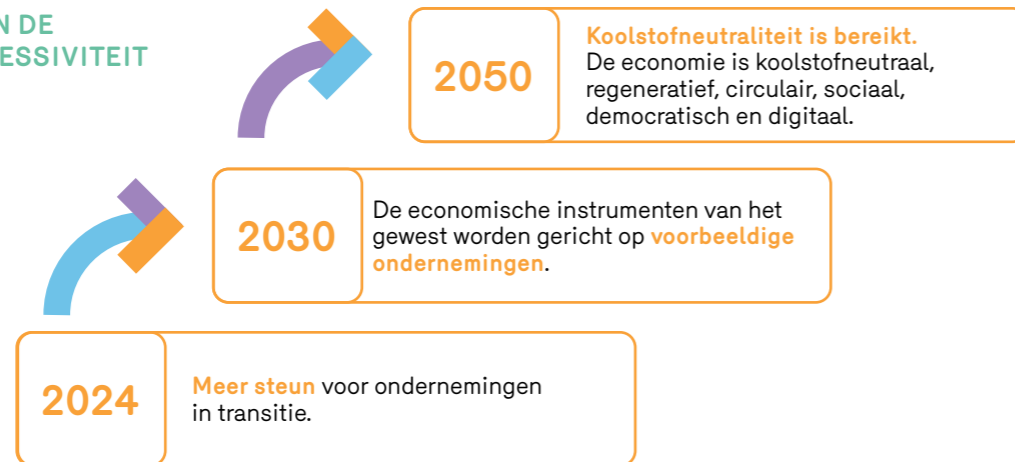 N DE
ESSIVITEIT
2050
Koolstofneutraliteit is bereikt.
De economie is koolstofneutraal,
regeneratief, circulair, sociaal,
democratisch en digitaal.
2030
De economische instrumenten van het
gewest worden gericht op voorbeeldige
ondernemingen.
2024
Meer steun voor ondernemingen
in transitie.